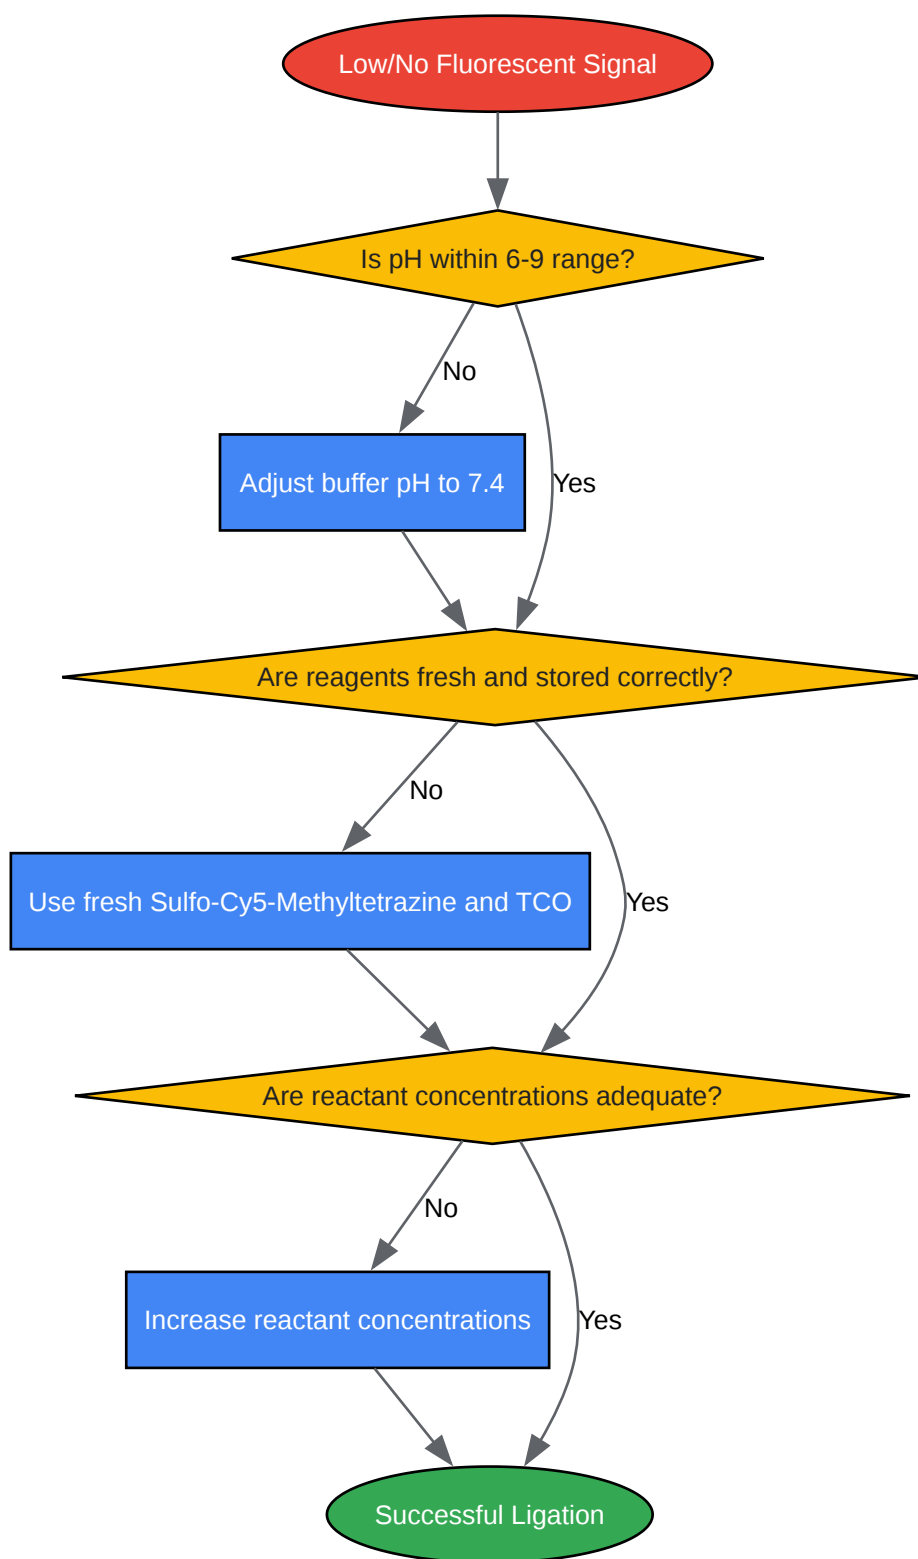 Low/No Fluorescent Signal
Is pH within 6-9 range?
No
Adjust buffer pH to 7.4
Yes
Are reagents fresh and stored correctly?
No
Use fresh Sulfo-Cy5-Methyltetrazine and TCO
Yes
Are reactant concentrations adequate?
No
Increase reactant concentrations
Yes
Successful Ligation